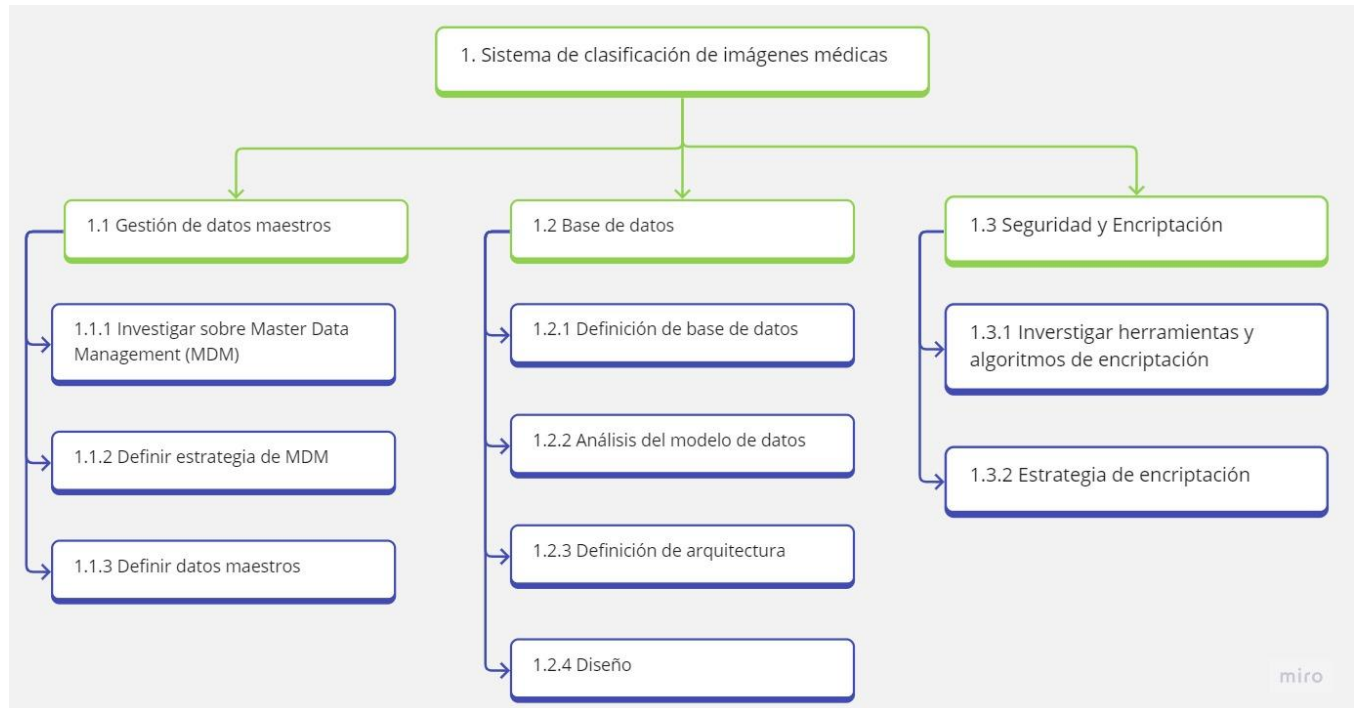 1. Sistema de clasificación de imágenes médicas
1.1 Gestión de datos maestros
1.1.1 Investigar sobre Master Data
Management (MDM)
1.1.2 Definir estrategia de MDM
1.1.3 Definir datos maestros
1.2 Base de datos
1.2.1 Definición de base de datos
1.2.2 Análisis del modelo de datos
1.2.3 Definición de arquitectura
1.2.4 Diseño
1.3 Seguridad y Encriptación
1.3.1 Inverstigar herramientas y
algoritmos de encriptación
1.3.2 Estrategia de encriptación
miro